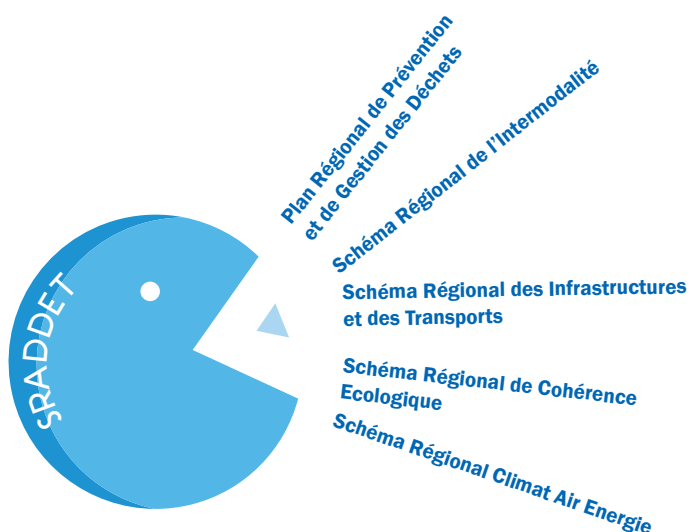 SRADDET
Plan Régional de Prévention
et de Gestion des Déchets
Schéma Régional de l'Intermodalité
Schéma Régional des Infrastructures
et des Transports
Schéma Régional de Cohérence
Ecologique
Schéma Régional Climat Air Energie